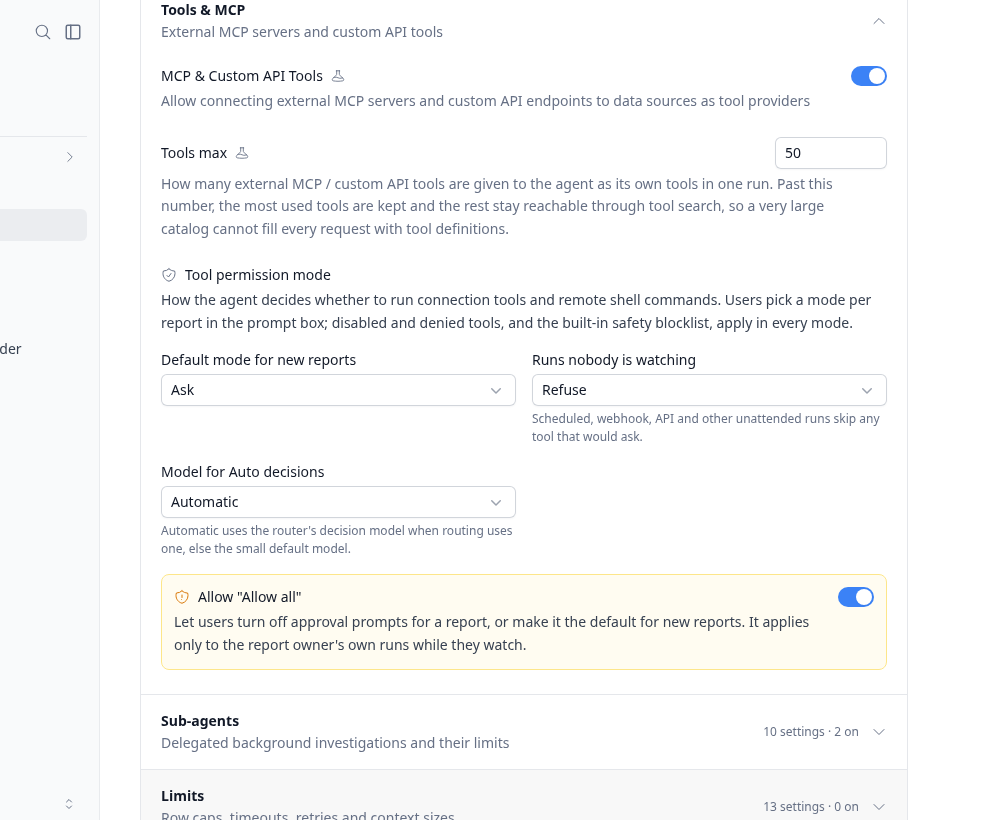 Tools & MCP
External MCP servers and custom API tools
MCP & Custom API Tools
Allow connecting external MCP servers and custom API endpoints to data sources as tool providers
Tools max
50
How many external MCP / custom API tools are given to the agent as its own tools in one run. Past this
number, the most used tools are kept and the rest stay reachable through tool search, so a very large
catalog cannot fill every request with tool definitions.
Tool permission mode
How the agent decides whether to run connection tools and remote shell commands. Users pick a mode per
report in the prompt box; disabled and denied tools, and the built-in safety blocklist, apply in every mode.
der
Default mode for new reports
Ask
Runs nobody is watching
Refuse
Scheduled, webhook, API and other unattended runs skip any
tool that would ask.
Model for Auto decisions
Automatic
Automatic uses the router's decision model when routing uses
one, else the small default model.
Allow "Allow all"
Let users turn off approval prompts for a report, or make it the default for new reports. It applies
only to the report owner's own runs while they watch.
Sub-agents
Delegated background investigations and their limits
10 settings · 2 on
Limits
Row caps, timeouts, retries and context sizes
13 settings · 0 on